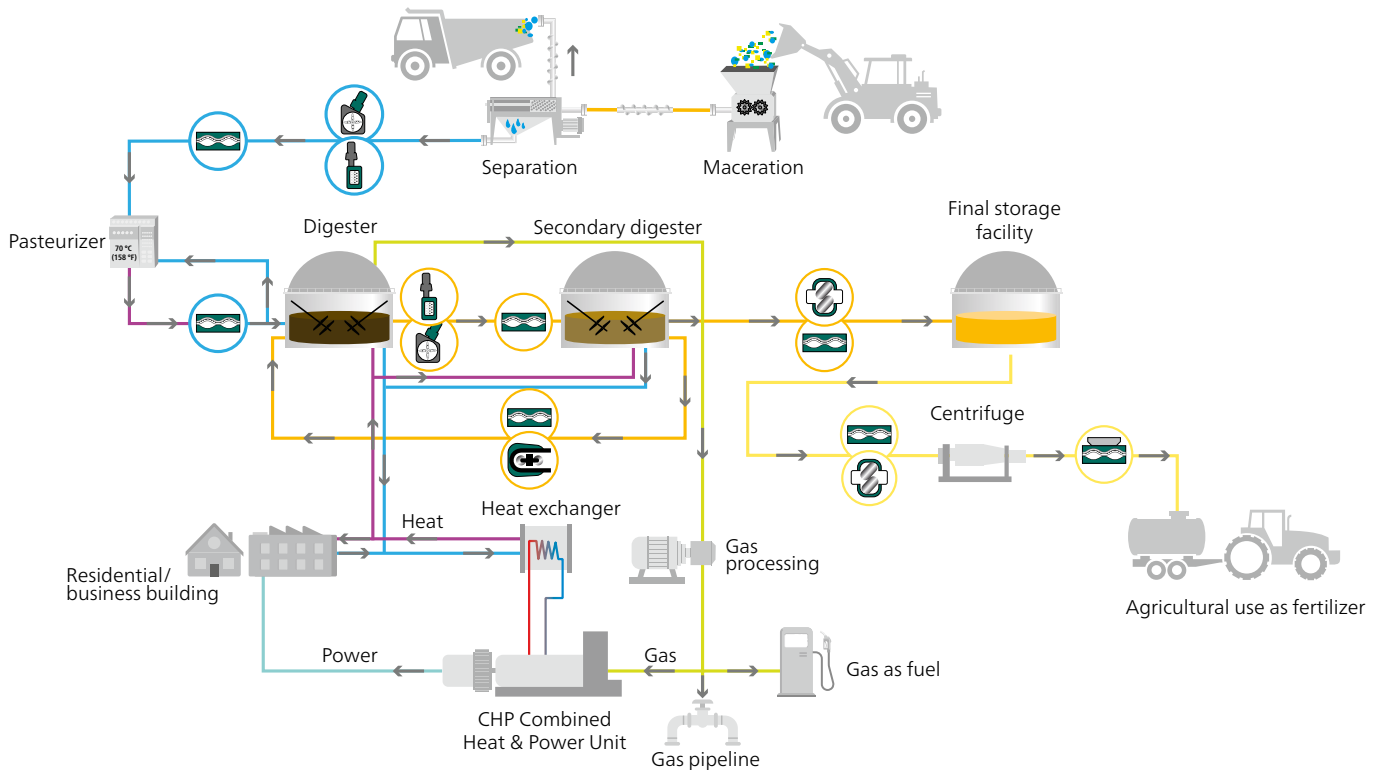 Separation
Maceration
Pasteurizer
70 °C
(158 °F)
Digester
Secondary digester
Final storage
facility
Centrifuge
Heat exchanger
Heat
Residential/
business building
Gas
processing
Agricultural use as fertilizer
Power
Gas
Gas as fuel
CHP Combined
Heat & Power Unit
Gas pipeline